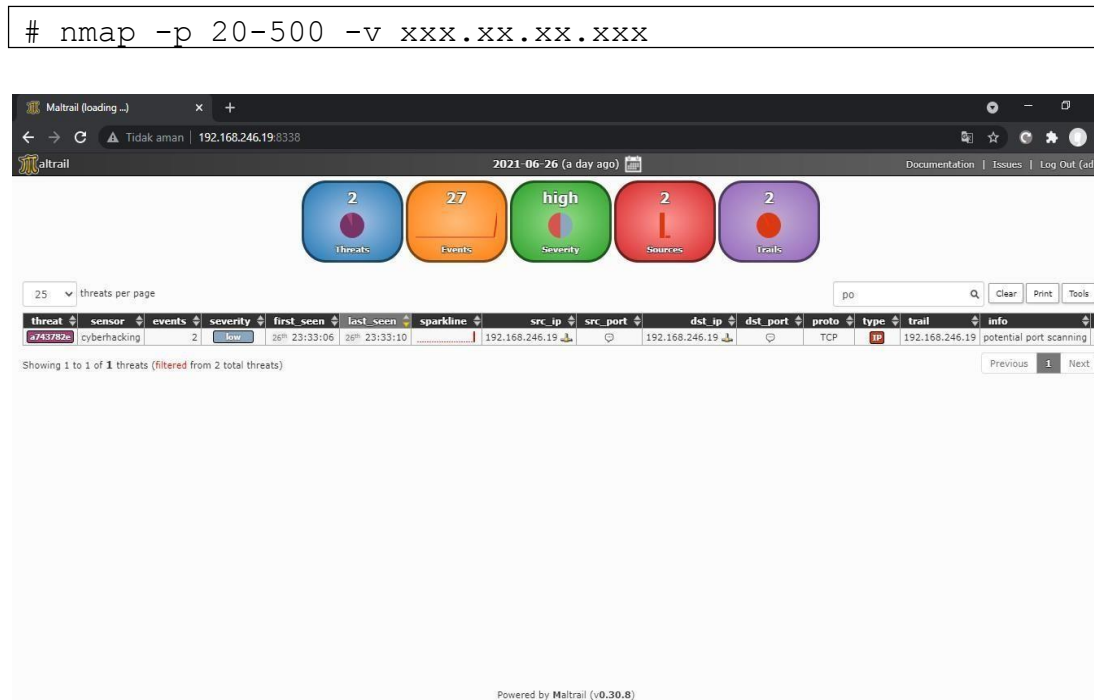 # nmap -p 20-500 -v xxx.xx.xx.xxx
Maltrail (loading ...)
Tidak aman | 192.168.246.19:8338
altrail 2021-06-26 (a day ago) Documentation | Issues | Log Out (ad
2 27 high 2 2
Threats Events Severity Sources Trails
25 threats per page po Clear Print Tools
threat sensor events severity first_seen last_seen sparkline src_ip src_port dst_ip dst_port proto type trail info
a743782e cyberhacking 2 low 26th 23:33:06 26th 23:33:10 192.168.246.19 192.168.246.19 TCP IP 192.168.246.19 potential port scanning
Showing 1 to 1 of 1 threats (filtered from 2 total threats) Previous 1 Next
Powered by Maltrail (v0.30.8)